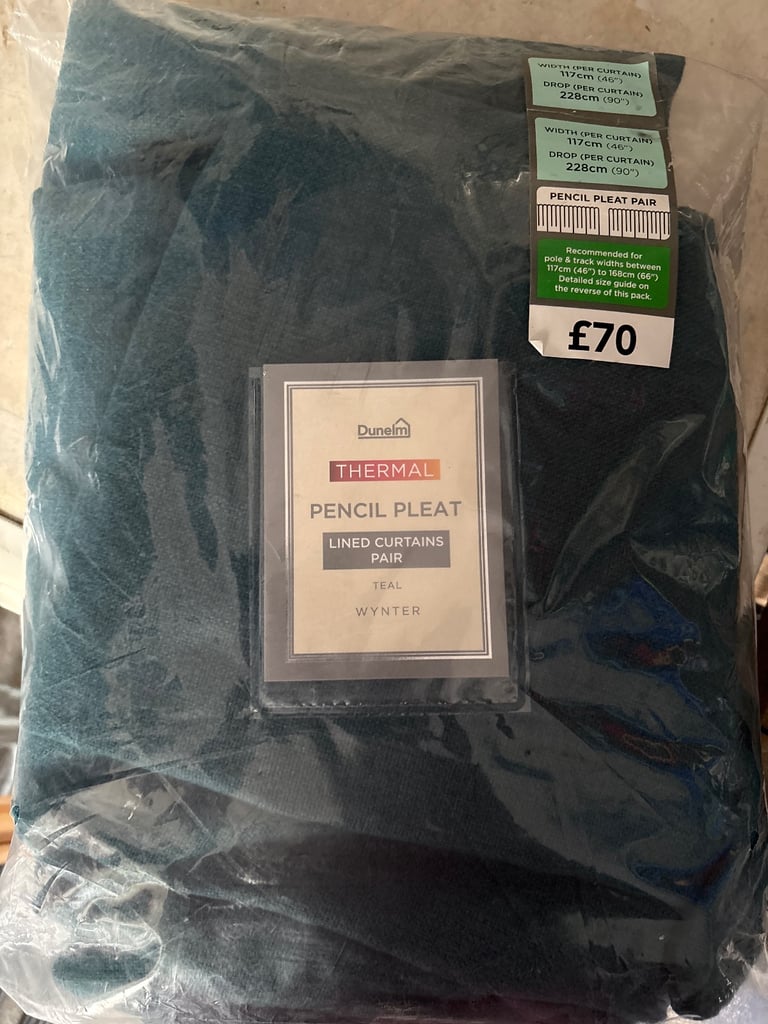 WIDTH (PER CURTAIN)
117cm (46")
DROP (PER CURTAIN)
228cm (90")
WIDTH (PER CURTAIN)
117cm (46")
DROP (PER CURTAIN)
228cm (90")
PENCIL PLEAT PAIR
Recommended for
pole & track widths between
117cm (46") to 168cm (66")
Detailed size guide on
the reverse of this pack.
£70
Dunelm
THERMAL
PENCIL PLEAT
LINED CURTAINS
PAIR
TEAL
WYNTER